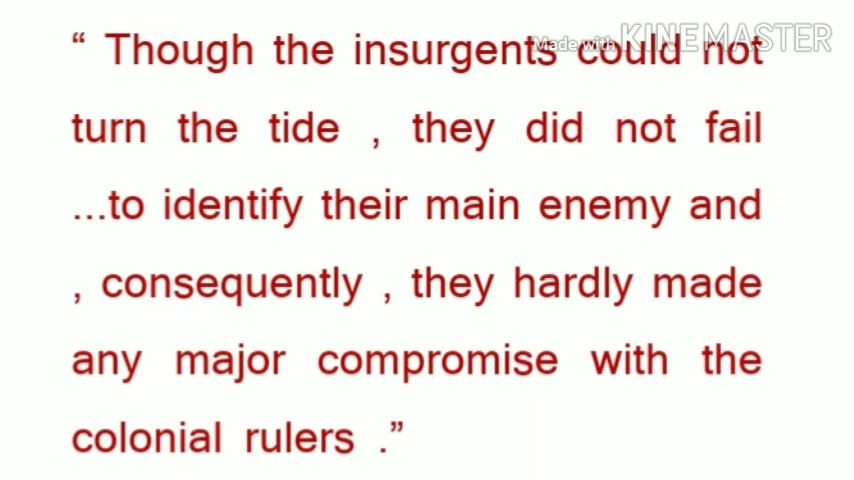 “ Though the insurgents could not
Made with KINEMASTER
turn the tide , they did not fail
...to identify their main enemy and
, consequently , they hardly made
any major compromise with the
colonial rulers .”